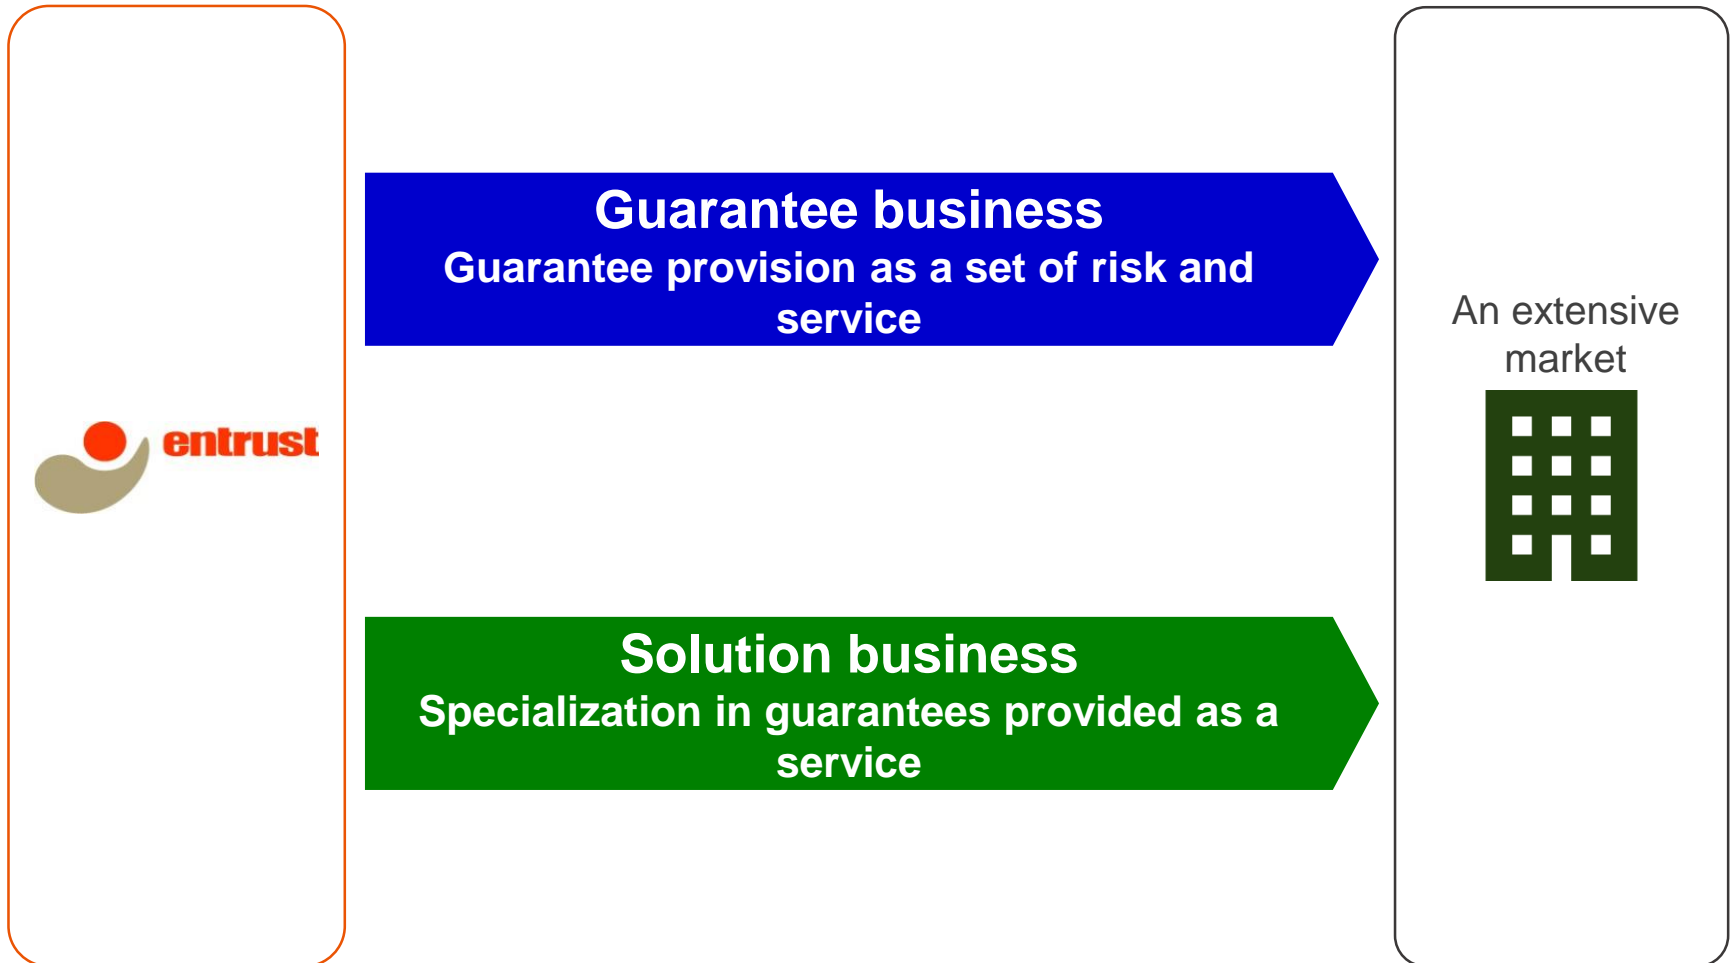 entrust
Guarantee business
Guarantee provision as a set of risk and
service
An extensive
market
Solution business
Specialization in guarantees provided as a
service